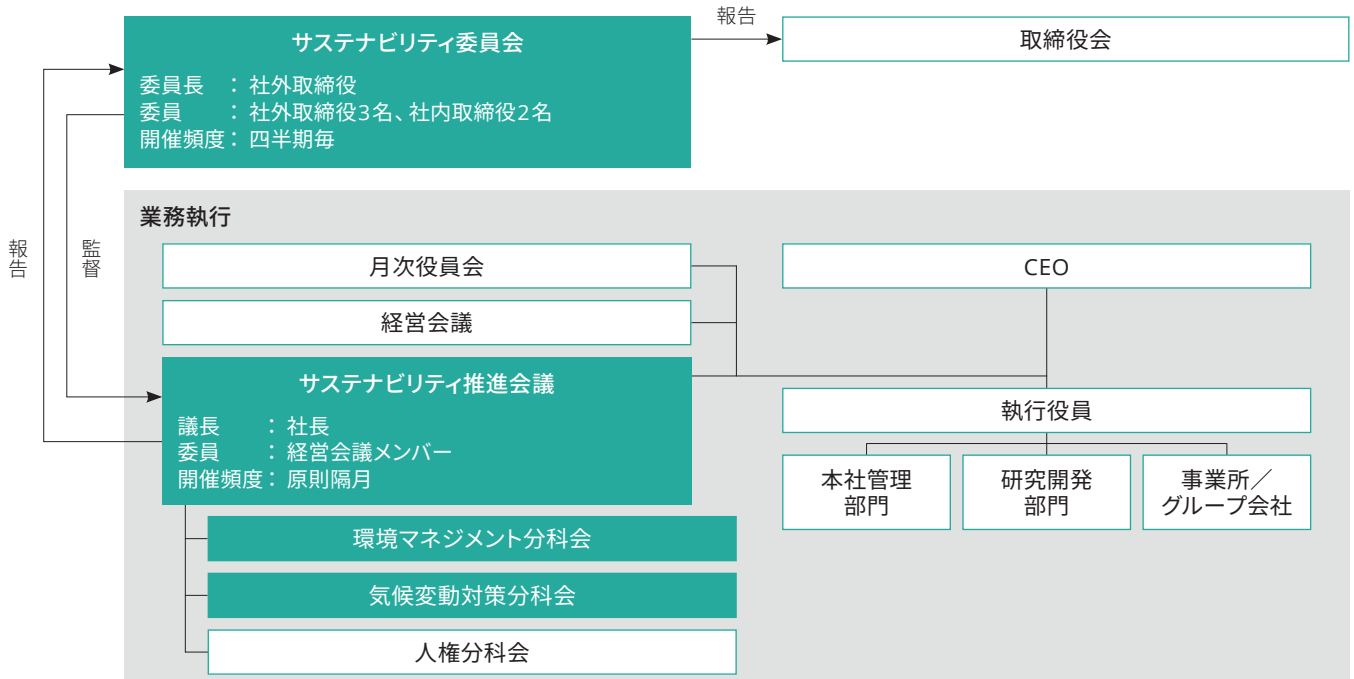 サステナビリティ委員会
委員長 ：社外取締役
委員 ：社外取締役3名、社内取締役2名
開催頻度：四半期毎
報告
取締役会
報告
監督
業務執行
月次役員会
経営会議
サステナビリティ推進会議
議長 ：社長
委員 ：経営会議メンバー
開催頻度：原則隔月
環境マネジメント分科会
気候変動対策分科会
人権分科会
CEO
執行役員
本社管理
部門
研究開発
部門
事業所／
グループ会社